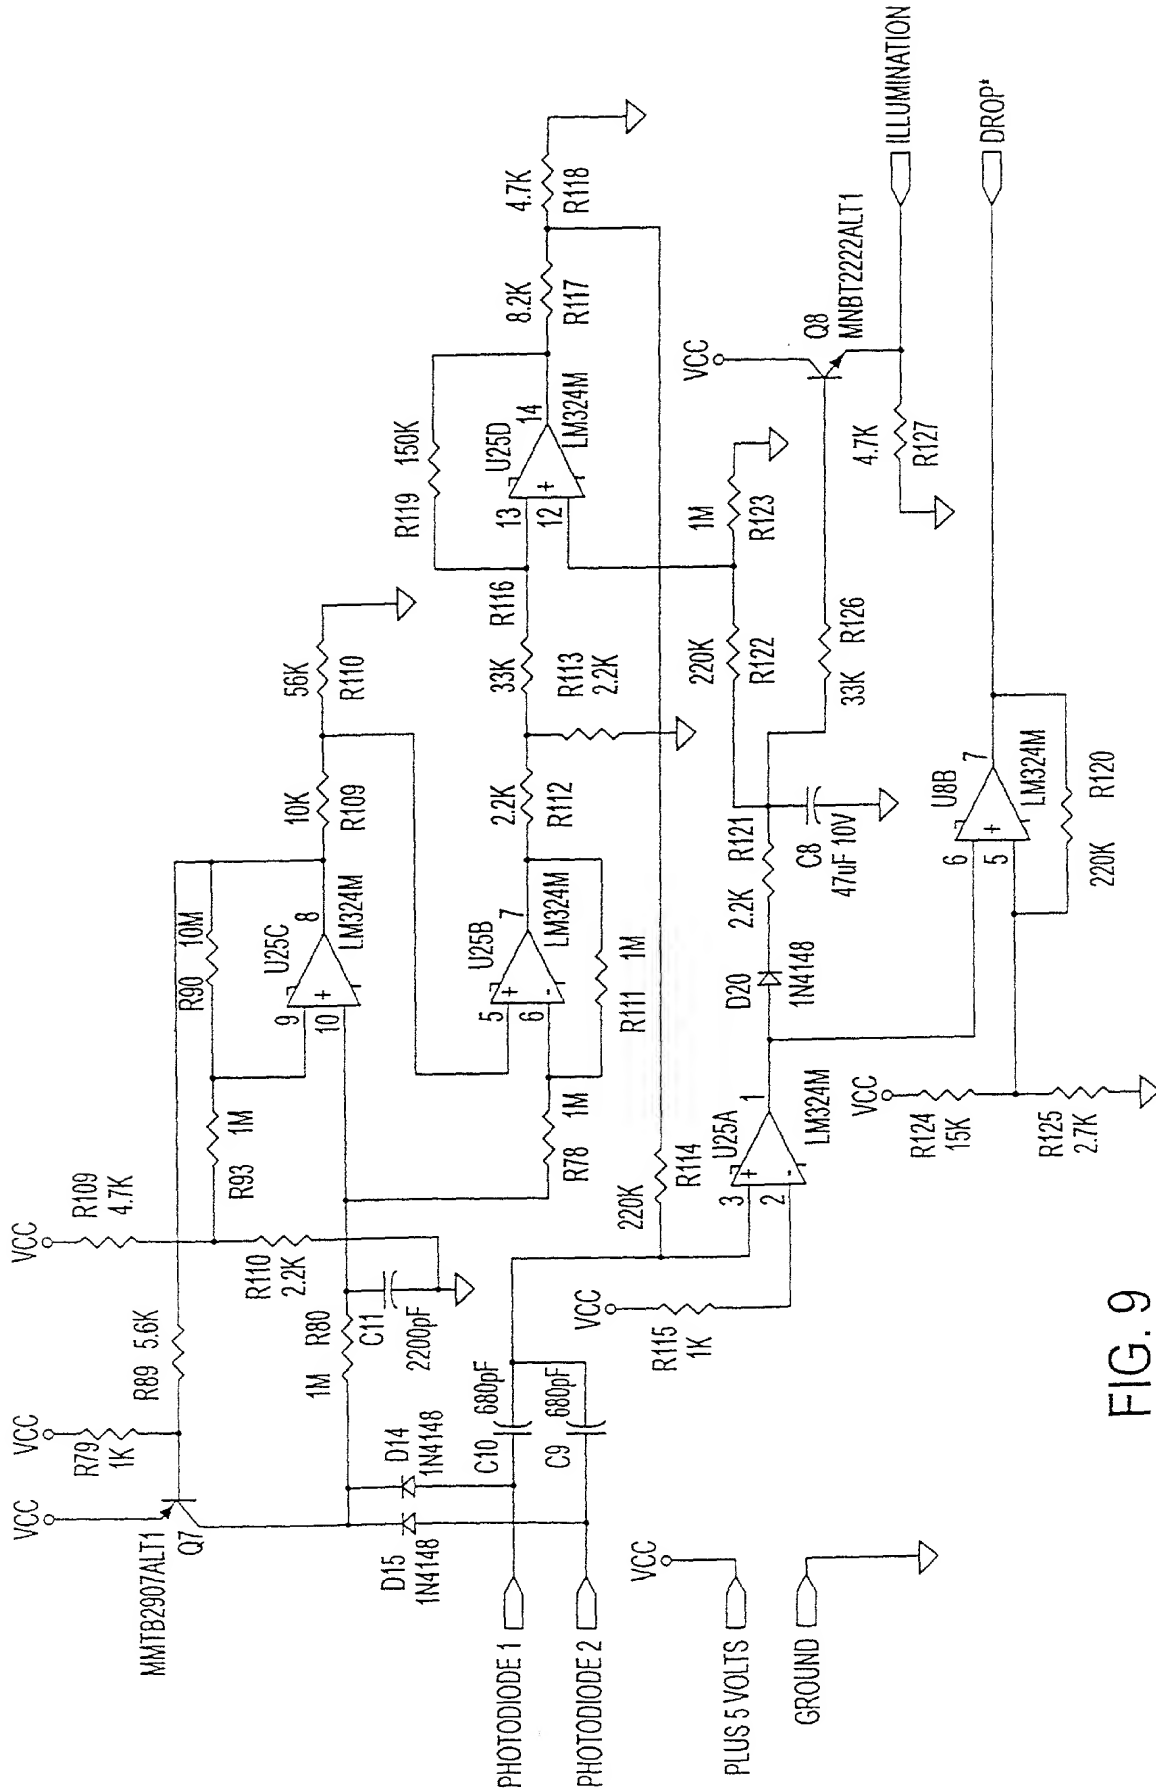 VCC
VCC
VCC
MMTB2907ALT1
Q7
R79
1K
R89 5.6K
R109
4.7K
R110
2.2K
R93
1M
R90
10M
U25C
9
10
+
8
LM324M
10K
R109
56K
R110
R80
1M
C11
2200pF
D14
1N4148
D15
1N4148
C10
680pF
C9
680pF
PHOTODIODE 1
PHOTODIODE 2
R78
1M
U25B
5
6
+
-
7
LM324M
R111
1M
2.2K
R112
R113
2.2K
33K
R116
R119
150K
U25D
13
12
+
14
LM324M
8.2K
R117
4.7K
R118
220K
R114
VCC
R115
1K
U25A
3
2
+
-
1
LM324M
D20
1N4148
2.2K
R121
C8
47uF 10V
220K
R122
1M
R123
33K
R126
VCC
Q8
MNBT2222ALT1
4.7K
R127
ILLUMINATION
VCC
R124
15K
R125
2.7K
U8B
6
5
+
7
LM324M
220K
R120
DROP*
VCC
PLUS 5 VOLTS
GROUND
FIG. 9